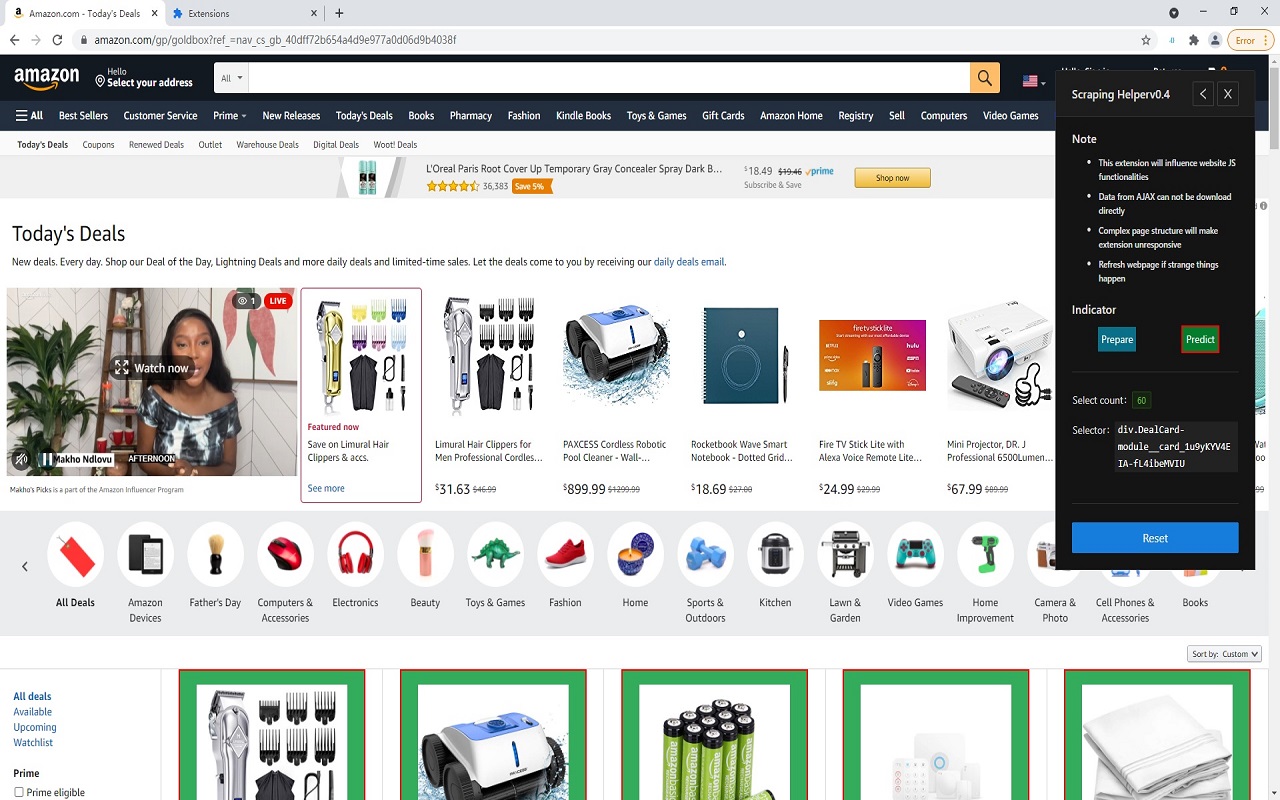 Amazon.com - Today's Deals
Extensions
amazon.com/gp/goldbox?ref_=nav_cs_gb_40dff72b654a4d9e977a0d06d9b4038f
Error
amazon
Hello
Select your address
All
All
Best Sellers
Customer Service
Prime
New Releases
Today's Deals
Books
Pharmacy
Fashion
Kindle Books
Toys & Games
Gift Cards
Amazon Home
Registry
Sell
Computers
Video Games
Today's Deals
Coupons
Renewed Deals
Outlet
Warehouse Deals
Digital Deals
Woot! Deals
L'Oreal Paris Root Cover Up Temporary Gray Concealer Spray Dark B...
36,383
Save 5%
$18.49 $19.46 prime
Subscribe & Save
Shop now
Today's Deals
New deals. Every day. Shop our Deal of the Day, Lightning Deals and more daily deals and limited-time sales. Let the deals come to you by receiving our daily deals email.
1
LIVE
Watch now
Makho Ndlovu
AFTERNOON
Makho's Picks is a part of the Amazon Influencer Program
Featured now
Save on Limural Hair
Clippers & accs.
See more
Limural Hair Clippers for
Men Professional Cordles...
$31.63 $46.99
PAXCESS Cordless Robotic
Pool Cleaner - Wall-...
$899.99 $1299.99
Rocketbook Wave Smart
Notebook - Dotted Grid...
$18.69 $27.00
fire tv stick lite
hulu
ESPN
sling
Fire TV Stick Lite with
Alexa Voice Remote Lite...
$24.99 $29.99
Mini Projector, DR. J
Professional 6500Lumen...
$67.99 $89.99
Scraping Helperv0.4
X
Note
• This extension will influence website JS
functionalities
• Data from AJAX can not be download
directly
• Complex page structure will make
extension unresponsive
• Refresh webpage if strange things
happen
Indicator
Prepare
Predict
Select count: 60
Selector: div.DealCard-
module__card_1u9yKYV4E
IA-fL4ibeMVIU
Reset
All Deals
Amazon
Devices
Father's Day
Computers &
Accessories
Electronics
Beauty
Toys & Games
Fashion
Home
Sports &
Outdoors
Kitchen
Lawn &
Garden
Video Games
Home
Improvement
Camera &
Photo
Cell Phones &
Accessories
Books
Sort by: Custom
All deals
Available
Upcoming
Watchlist
Prime
Prime eligible
PAXCESS
amazonbasics